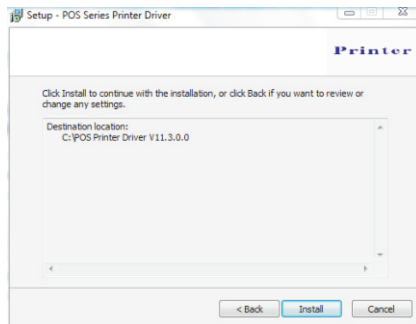 Setup - POS Series Printer Driver
Printer
Click Install to continue with the installation, or click Back if you want to review or
change any settings.
Destination location:
C:\POS Printer Driver V11.3.0.0
< Back
Install
Cancel